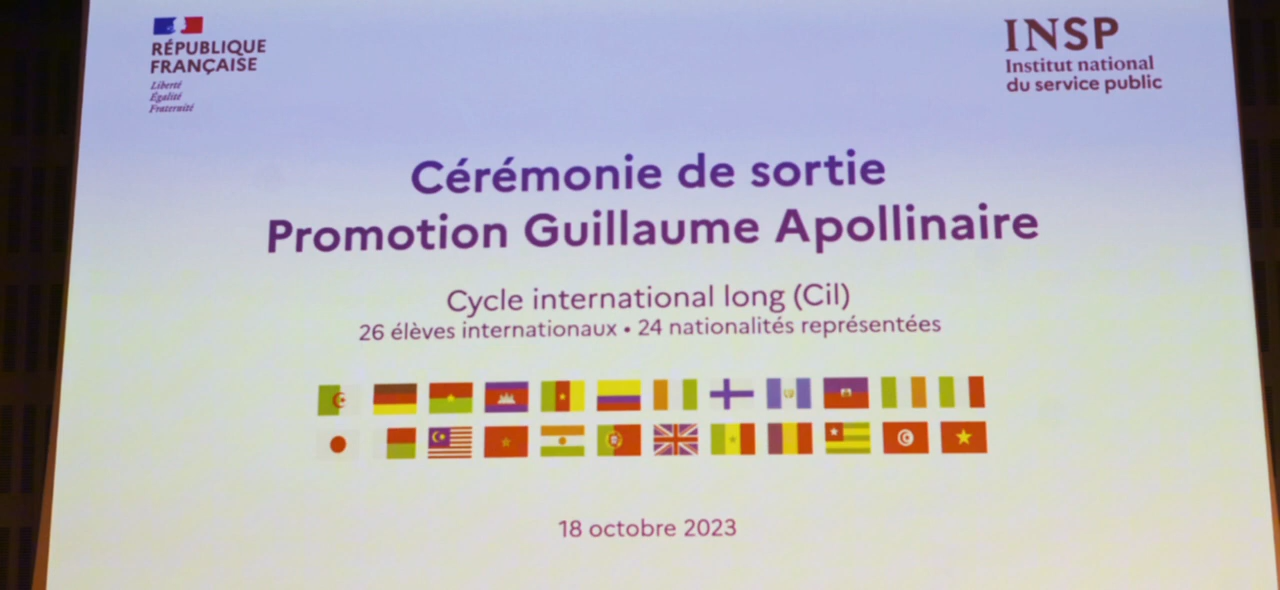 RÉPUBLIQUE
FRANÇAISE
Liberté
Égalité
Fraternité
INSP
Institut national
du service public
Cérémonie de sortie
Promotion Guillaume Apollinaire
Cycle international long (Cil)
26 élèves internationaux • 24 nationalités représentées
18 octobre 2023